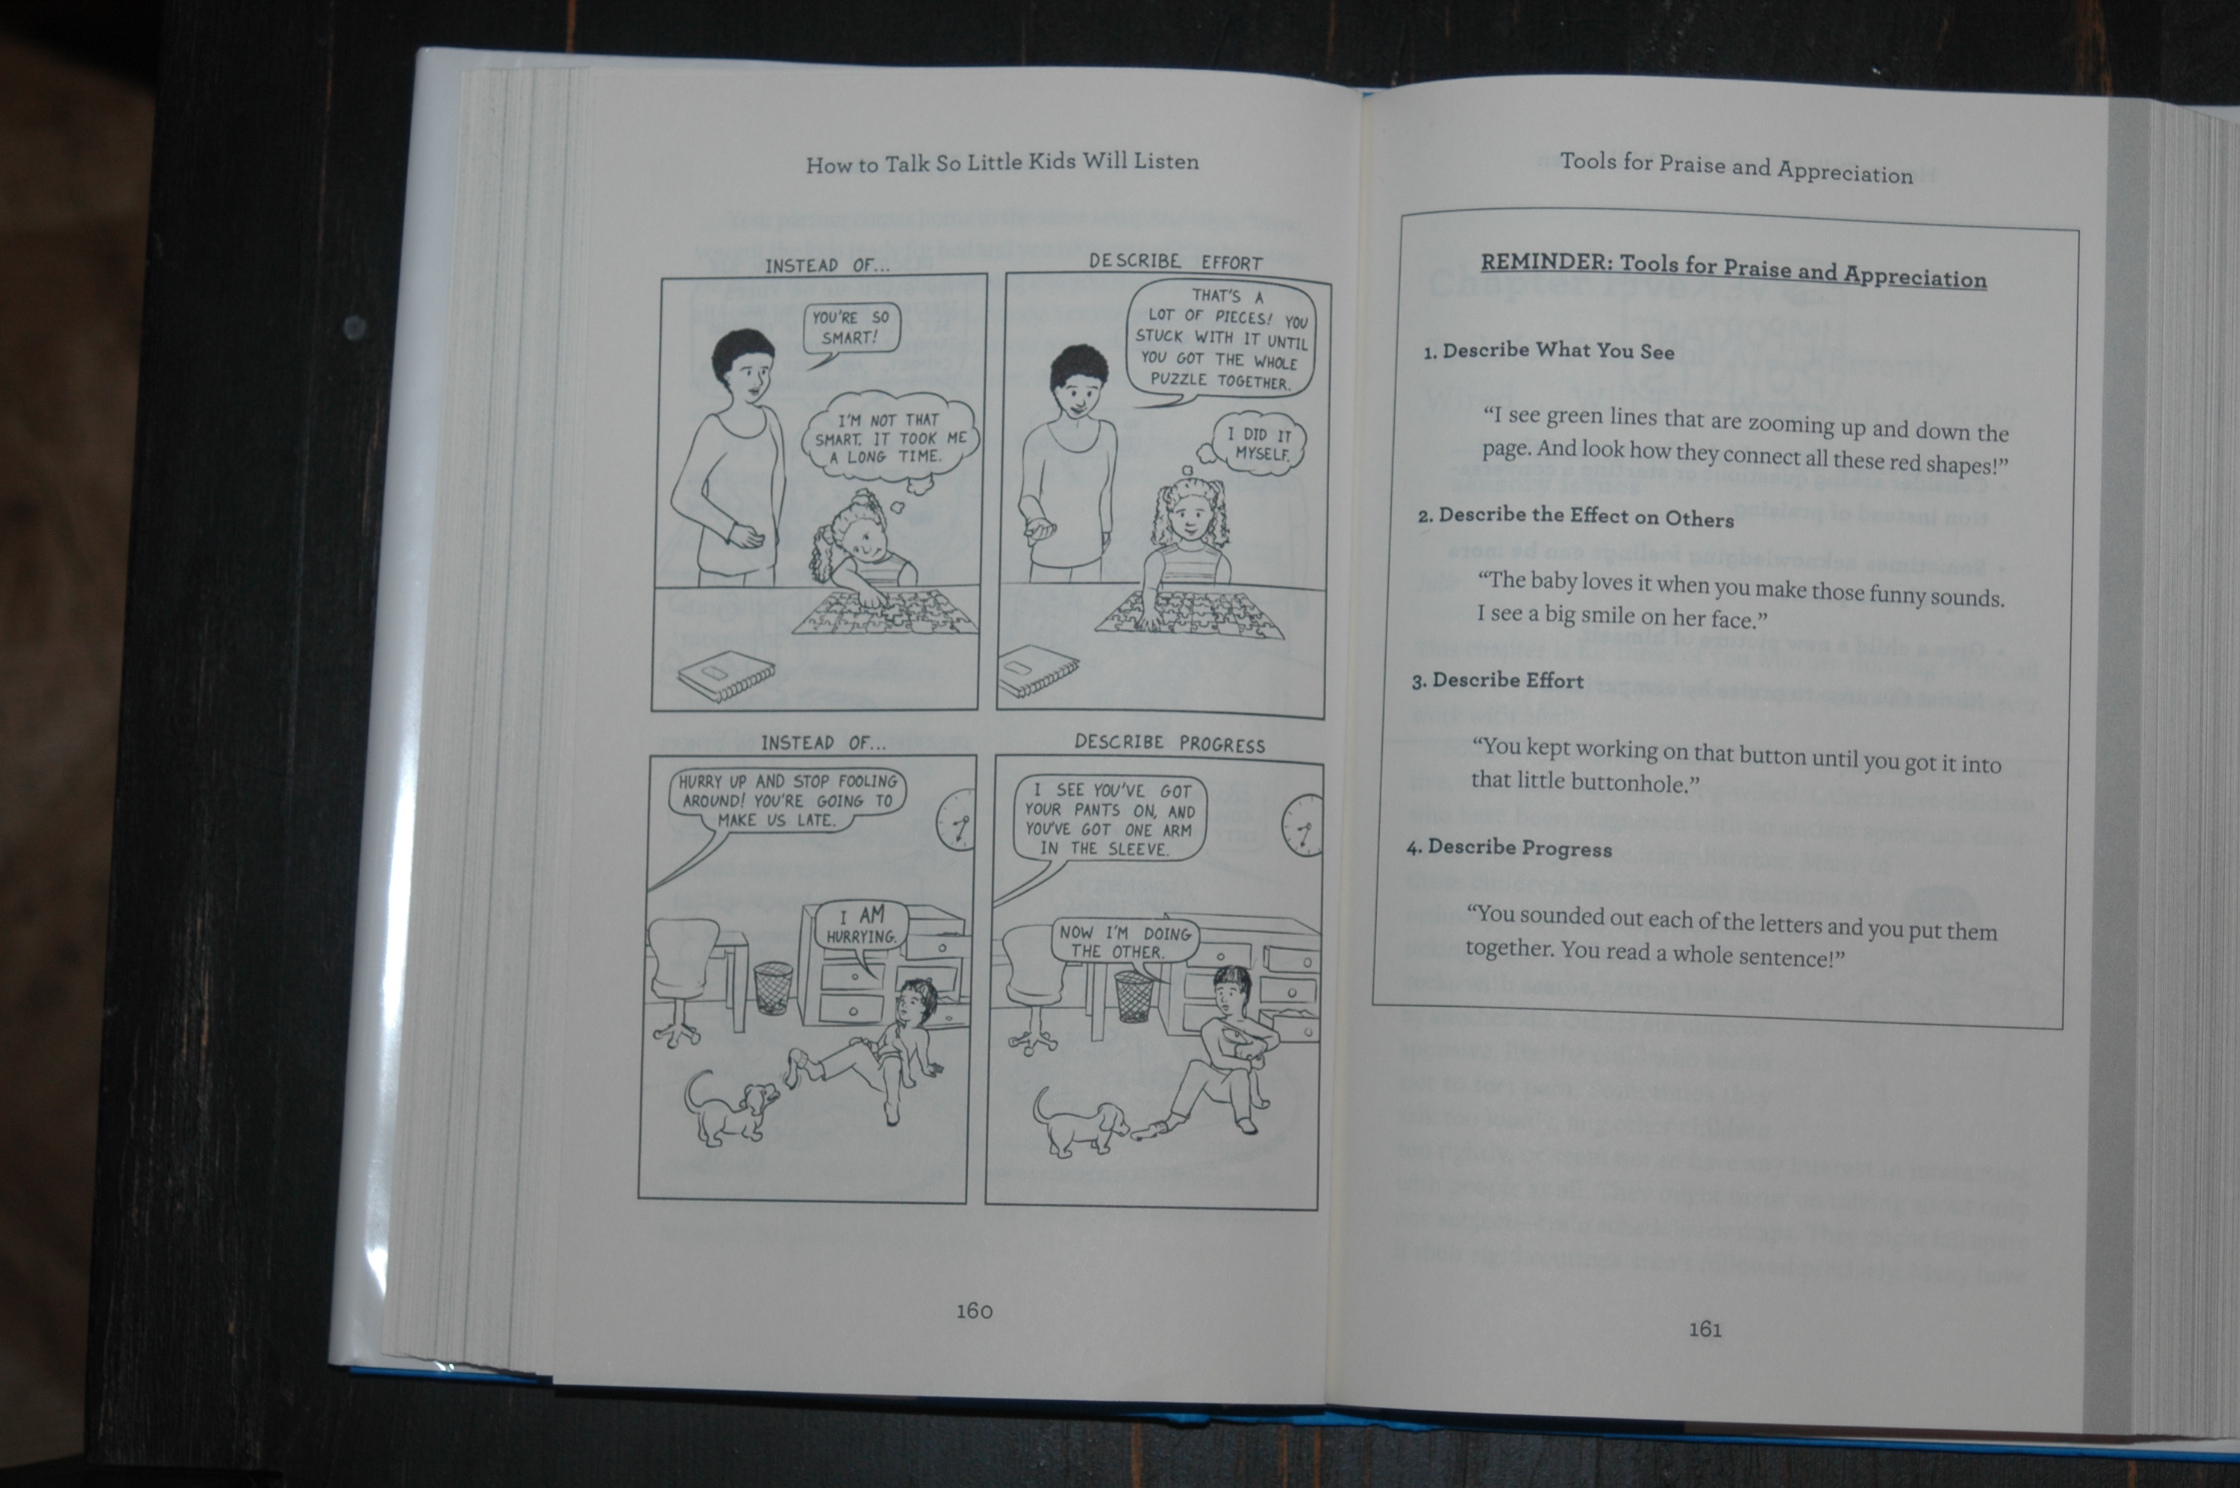 How to Talk So Little Kids Will Listen
INSTEAD OF...
YOU'RE SO
SMART!
I'M NOT THAT
SMART. IT TOOK ME
A LONG TIME.
DESCRIBE EFFORT
THAT'S A
LOT OF PIECES! YOU
STUCK WITH IT UNTIL
YOU GOT THE WHOLE
PUZZLE TOGETHER.
I DID IT
MYSELF.
INSTEAD OF...
HURRY UP AND STOP FOOLING
AROUND! YOU'RE GOING TO
MAKE US LATE.
I AM
HURRYING.
DESCRIBE PROGRESS
I SEE YOU'VE GOT
YOUR PANTS ON, AND
YOU'VE GOT ONE ARM
IN THE SLEEVE.
NOW I'M DOING
THE OTHER.
160
Tools for Praise and Appreciation
REMINDER: Tools for Praise and Appreciation
1. Describe What You See
“I see green lines that are zooming up and down the
page. And look how they connect all these red shapes!”
2. Describe the Effect on Others
“The baby loves it when you make those funny sounds.
I see a big smile on her face.”
3. Describe Effort
“You kept working on that button until you got it into
that little buttonhole.”
4. Describe Progress
“You sounded out each of the letters and you put them
together. You read a whole sentence!”
161